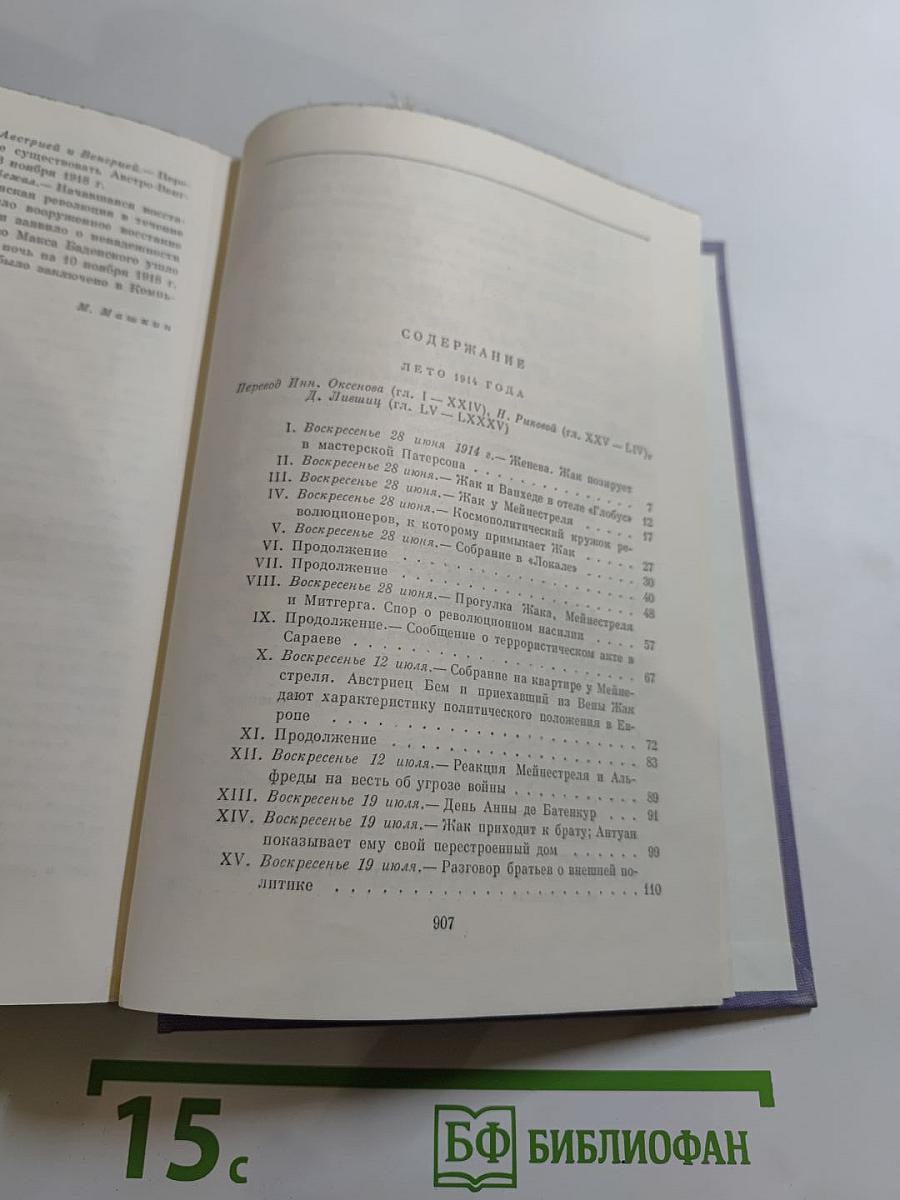 Австрией и Венгрией.— Пере-
о существовать Австро-Венг-
3 ноября 1918 г.
бежал.— Начавшаяся восста-
нская революция в течение
ло вооруженное восстание
и заявило о ненадежности
о Макса Баденского ушло
ночь на 10 ноября 1918 г.
было заключено в Компь-
М. Машкин
СОДЕРЖАНИЕ
ЛЕТО 1914 ГОДА
Перевод Инн. Оксенова (гл. I—XXIV), Н. Рыковой (гл. XXV—LIV),
Д. Лившиц (гл. LV—LXXXV)
I. Воскресенье 28 июня 1914 г.— Женева. Жак позирует
в мастерской Патерсона . . . . . . . . . . . . 7
II. Воскресенье 28 июня.— Жак и Ванхеде в отеле «Глобус» 12
III. Воскресенье 28 июня.— Жак у Мейнестреля . . . . . 17
IV. Воскресенье 28 июня.— Космополитический кружок ре-
волюционеров, к которому примыкает Жак . . . . . 27
V. Воскресенье 28 июня.— Собрание в «Локале» . . . . . 30
VI. Продолжение . . . . . . . . . . . . . . . 40
VII. Продолжение . . . . . . . . . . . . . . . 48
VIII. Воскресенье 28 июня.— Прогулка Жака, Мейнестреля
и Митгерга. Спор о революционном насилии . . . . 57
IX. Продолжение.— Сообщение о террористическом акте в
Сараеве . . . . . . . . . . . . . . . . . 67
X. Воскресенье 12 июля.— Собрание на квартире у Мейне-
стреля. Австриец Бем и приехавший из Вены Жак
дают характеристику политического положения в Ев-
ропе . . . . . . . . . . . . . . . . . . 72
XI. Продолжение . . . . . . . . . . . . . . . 83
XII. Воскресенье 12 июля.— Реакция Мейнестреля и Аль-
фреды на весть об угрозе войны . . . . . . . . . 89
XIII. Воскресенье 19 июля.— День Анны де Батенкур . . . 91
XIV. Воскресенье 19 июля.— Жак приходит к брату; Антуан
показывает ему свой перестроенный дом . . . . . . 99
XV. Воскресенье 19 июля.— Разговор братьев о внешней по-
литике . . . . . . . . . . . . . . . . . . 110
907
15 с
БФ БИБЛИОФАН